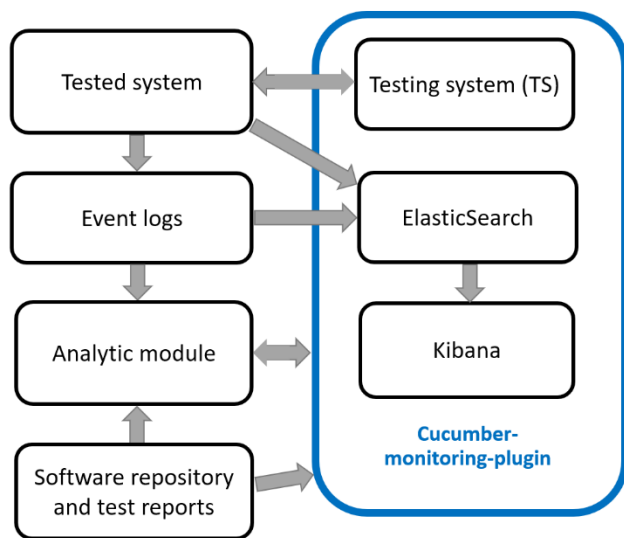 Tested system
Testing system (TS)
Event logs
ElasticSearch
Analytic module
Kibana
Cucumber-
monitoring-plugin
Software repository
and test reports